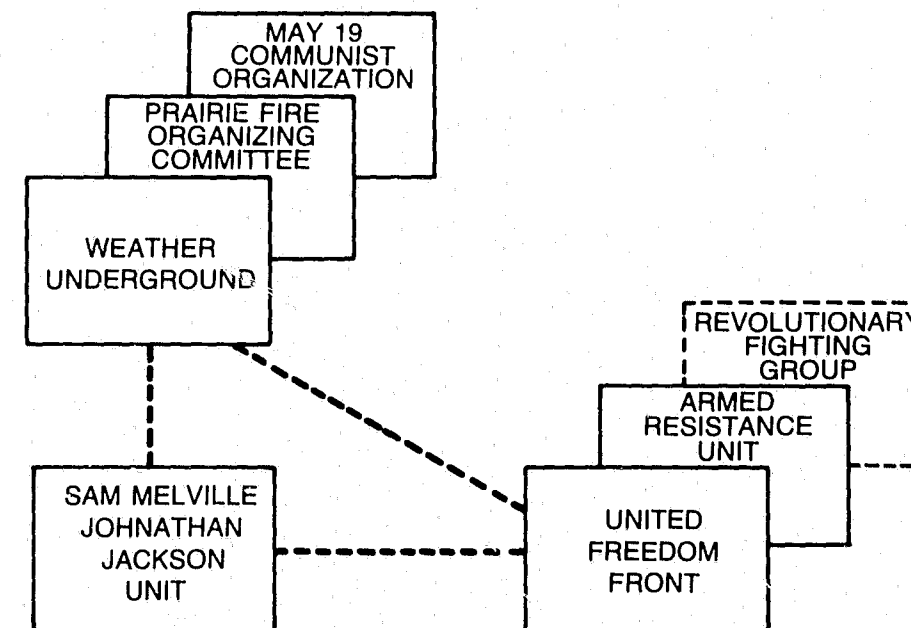 MAY 19
COMMUNIST
ORGANIZATION
PRAIRIE FIRE
ORGANIZING
COMMITTEE
WEATHER
UNDERGROUND
REVOLUTIONARY
FIGHTING
GROUP
ARMED
RESISTANCE
UNIT
SAM MELVILLE
JOHNATHAN
JACKSON
UNIT
UNITED
FREEDOM
FRONT